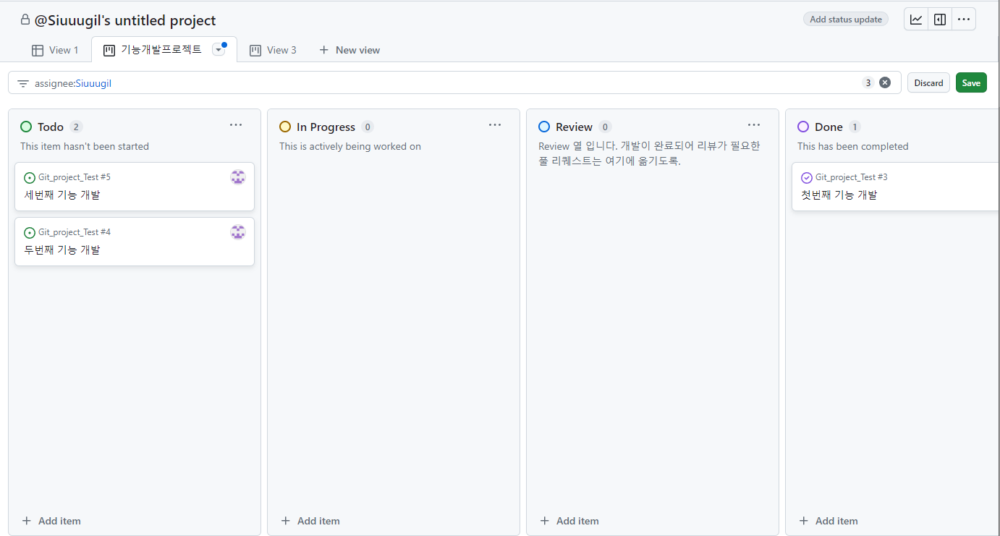 @Siuuugil's untitled project
Add status update
View 1
기능개발프로젝트
View 3
New view
assignee:Siuuugil
3
Discard
Save
Todo 2
This item hasn't been started
Git_project_Test #5
세번째 기능 개발
Git_project_Test #4
두번째 기능 개발
Add item
In Progress 0
This is actively being worked on
Add item
Review 0
Review 열 입니다. 개발이 완료되어 리뷰가 필요한
풀 리퀘스트는 여기에 옮기도록.
Add item
Done 1
This has been completed
Git_project_Test #3
첫번째 기능 개발
Add item